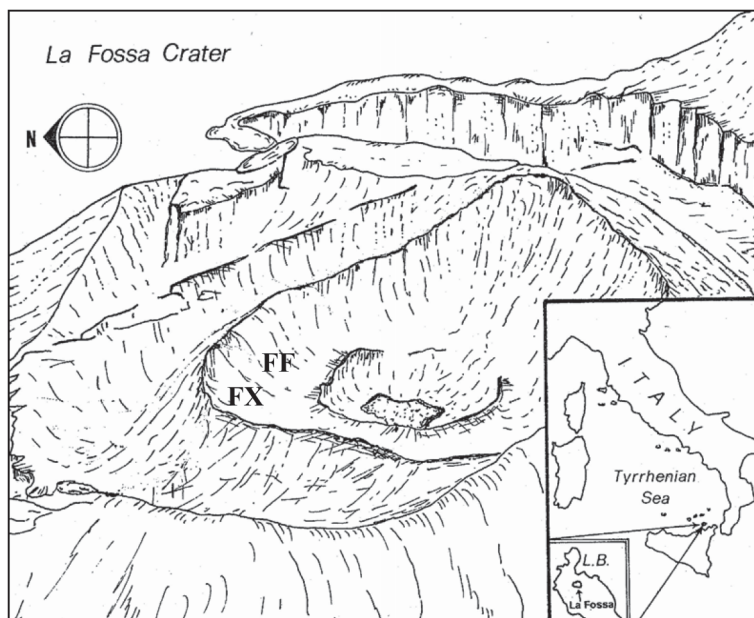 La Fossa Crater
N
FF
FX
ITALY
Tyrrhenian
Sea
L.B.
La Fossa